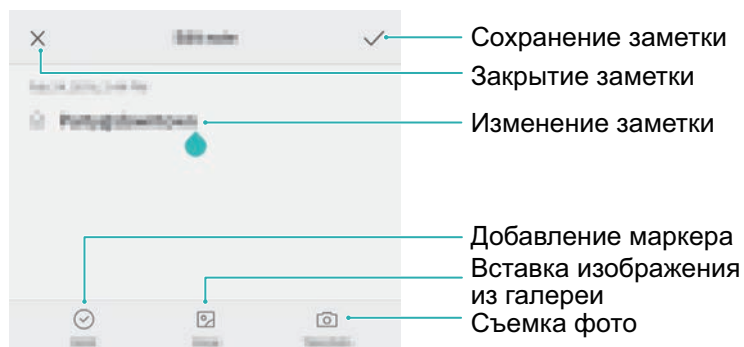 Сохранение заметки
Закрытие заметки
Изменение заметки
Добавление маркера
Вставка изображения
из галереи
Съемка фото